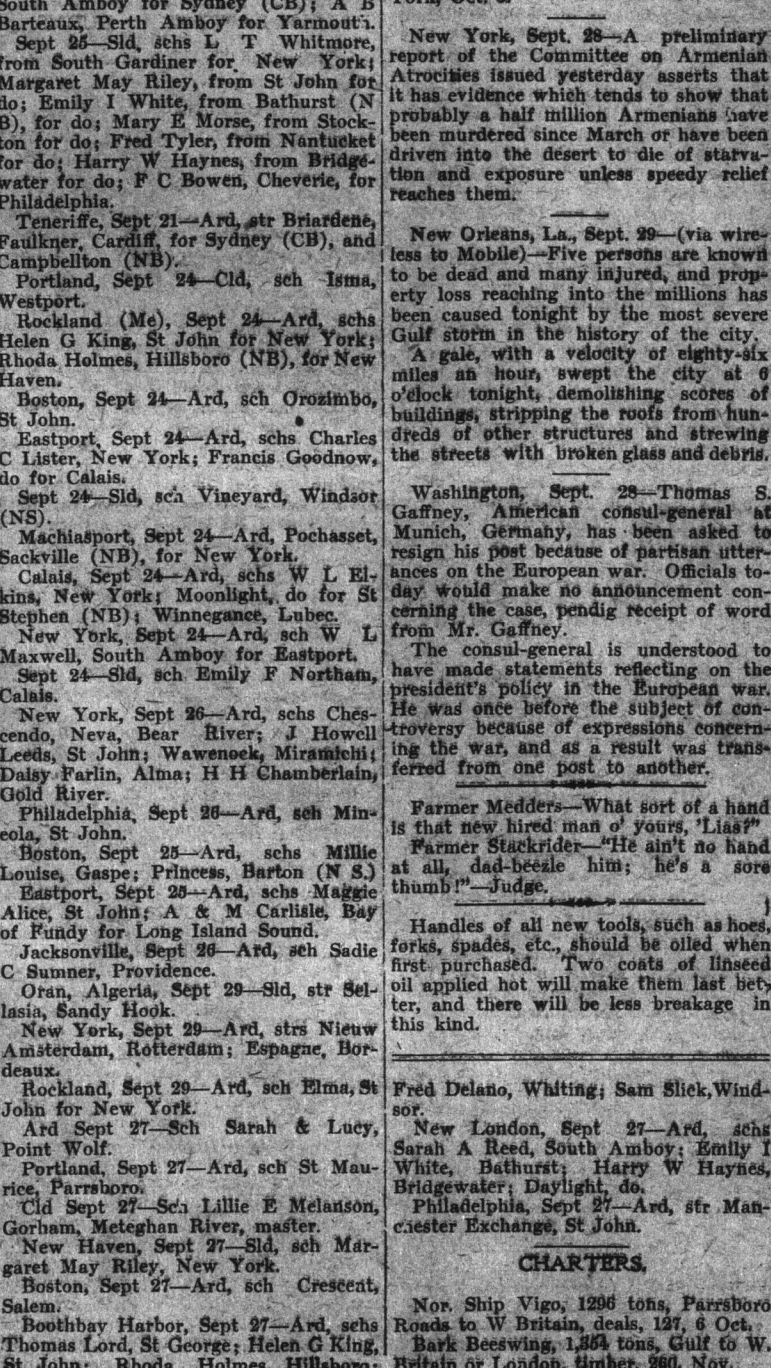 South Amboy for Sydney (CB); A B
Barteaux, Perth Amboy for Yarmouth.
Sept 25—Sld, schs L T Whitmore,
from South Gardiner for New York;
Margaret May Riley, from St John for
do; Emily I White, from Bathurst (N
B), for do; Mary E Morse, from Stock-
ton for do; Fred Tyler, from Nantucket
for do; Harry W Haynes, from Bridge-
water for do; F C Bowen, Cheverie, for
Philadelphia.
Teneriffe, Sept 21—Ard, str Briardene,
Faulkner, Cardiff, for Sydney (CB), and
Campbellton (NB).
Portland, Sept 24—Cld, sch Isma,
Westport.
Rockland (Me), Sept 24—Ard, schs
Helen G King, St John for New York;
Rhoda Holmes, Hillsboro (NB), for New
Haven.
Boston, Sept 24—Ard, sch Orozimbo,
St John.
Eastport, Sept 24—Ard, schs Charles
C Lister, New York; Francis Goodnow,
do for Calais.
Sept 24—Sld, sch Vineyard, Windsor
(NS).
Machiasport, Sept 24—Ard, Pochasset,
Sackville (NB), for New York.
Calais, Sept 24—Ard, schs W L El-
kins, New York; Moonlight, do for St
Stephen (NB); Winnegance, Lubec.
New York, Sept 24—Ard, sch W L
Maxwell, South Amboy for Eastport.
Sept 24—Sld, sch Emily F Northam,
Calais.
New York, Sept 26—Ard, schs Ches-
cendo, Neva, Bear River; J Howell
Leeds, St John; Wawenock, Miramichi;
Daisy Farlin, Alma; H H Chamberlain,
Gold River.
Philadelphia, Sept 26—Ard, sch Min-
eola, St John.
Boston, Sept 25—Ard, schs Millie
Louise, Gaspe; Princess, Barton (N S.)
Eastport, Sept 25—Ard, schs Maggie
Alice, St John; A & M Carlisle, Bay
of Fundy for Long Island Sound.
Jacksonville, Sept 26—Ard, sch Sadie
C Sumner, Providence.
Oran, Algeria, Sept 29—Sld, str Sel-
lasia, Sandy Hook.
New York, Sept 29—Ard, strs Nieuw
Amsterdam, Rotterdam; Espagne, Bor-
deaux.
Rockland, Sept 29—Ard, sch Elma, St
John for New York.
Ard Sept 27—Sch Sarah & Lucy,
Point Wolf.
Portland, Sept 27—Ard, sch St Mau-
rice, Parrsboro.
Cld Sept 27—Sch Lillie E Melanson,
Gorham, Meteghan River, master.
New Haven, Sept 27—Sld, sch Mar-
garet May Riley, New York.
Boston, Sept 27—Ard, sch Crescent,
Salem.
Boothbay Harbor, Sept 27—Ard, schs
Thomas Lord, St George; Helen G King,
St John; Rhoda Holmes, Hillsboro;
New York, Sept. 28—A preliminary
report of the Committee on Armenian
Atrocities issued yesterday asserts that
it has evidence which tends to show that
probably a half million Armenians have
been murdered since March or have been
driven into the desert to die of starva-
tion and exposure unless speedy relief
reaches them.
New Orleans, La., Sept. 29—(via wire-
less to Mobile)—Five persons are known
to be dead and many injured, and prop-
erty loss reaching into the millions has
been caused tonight by the most severe
Gulf storm in the history of the city.
A gale, with a velocity of eighty-six
miles an hour, swept the city at 6
o'clock tonight, demolishing scores of
buildings, stripping the roofs from hun-
dreds of other structures and strewing
the streets with broken glass and debris.
Washington, Sept. 28—Thomas S.
Gaffney, American consul-general at
Munich, Germany, has been asked to
resign his post because of partisan utter-
ances on the European war. Officials to-
day would make no announcement con-
cerning the case, pendig receipt of word
from Mr. Gaffney.
The consul-general is understood to
have made statements reflecting on the
president's policy in the European war.
He was once before the subject of con-
troversy because of expressions concern-
ing the war, and as a result was trans-
ferred from one post to another.
Farmer Medders—What sort of a hand
is that new hired man o' yours, 'Lias?"
Farmer Stackrider—"He ain't no hand
at all, dad-beezle him; he's a sore
thumb!"—Judge.
Handles of all new tools, such as hoes,
forks, spades, etc., should be oiled when
first purchased. Two coats of linseed
oil applied hot will make them last bet-
ter, and there will be less breakage in
this kind.
Fred Delano, Whiting; Sam Slick, Wind-
sor.
New London, Sept 27—Ard, schs
Sarah A Reed, South Amboy; Emily I
White, Bathurst; Harry W Haynes,
Bridgewater; Daylight, do.
Philadelphia, Sept 27—Ard, str Man-
chester Exchange, St John.
CHARTERS.
Nor. Ship Vigo, 1296 tons, Parrsboro
Roads to W Britain, deals, 127, 6 Oct.
Bark Beeswing, 1,354 tons, Gulf to W.
Britain or London, timber, 260, Nov.